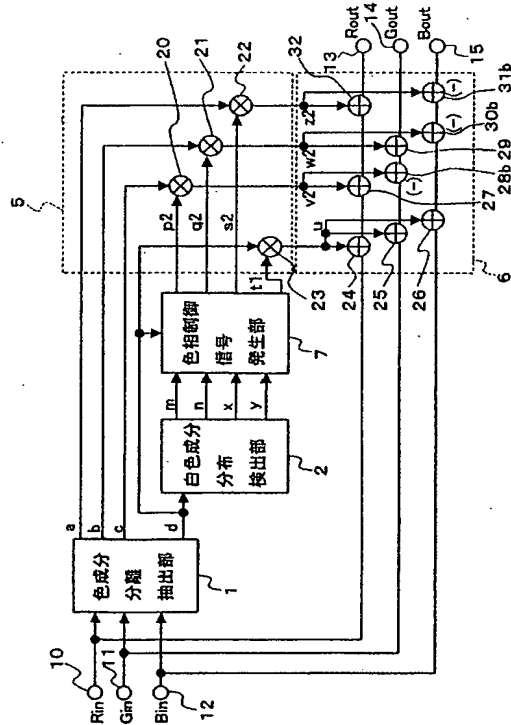 10
Rin
11
Gin
Bin
12
色成分
分離
抽出部
1
a
b
c
d
白色成分
分布
検出部
2
m
n
x
y
色相制御
信号
発生部
7
5
p2
q2
s2
t1
20
21
22
23
u
v2
w2
z2
24
25
26
27
(-)
28b
29
30b
(-)
31b
(-)
32
6
Rout
13
14
Gout
Bout
15